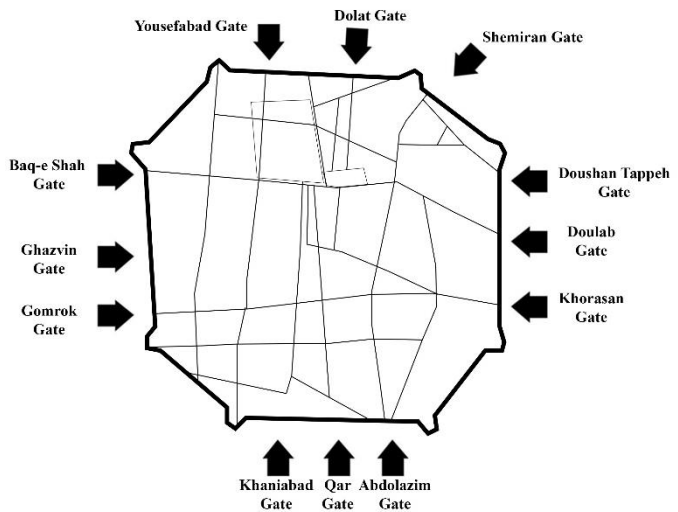 Yousefabad Gate
Dolat Gate
Shemiran Gate
Baq-e Shah
Gate
Doushan Tappeh
Gate
Ghazvin
Gate
Doulab
Gate
Gomrok
Gate
Khorasan
Gate
Khaniabad
Gate
Qar
Gate
Abdolazim
Gate